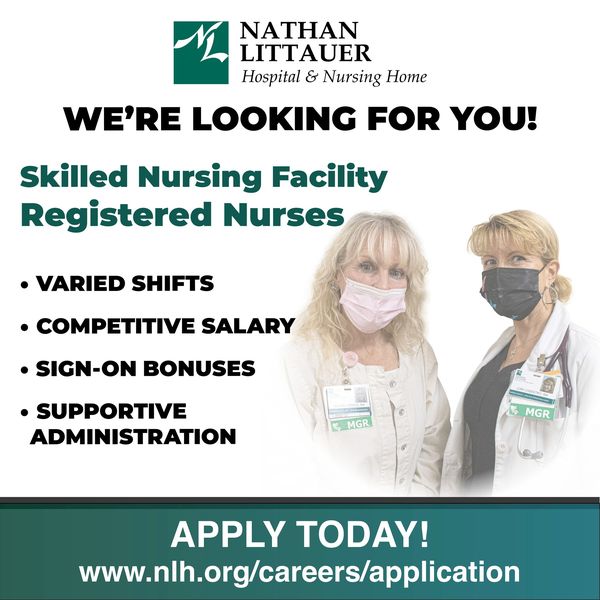 NL
NATHAN
LITTAUER
Hospital & Nursing Home
WE'RE LOOKING FOR YOU!
Skilled Nursing Facility
Registered Nurses
• VARIED SHIFTS
• COMPETITIVE SALARY
• SIGN-ON BONUSES
• SUPPORTIVE
ADMINISTRATION
MGR
MGR
APPLY TODAY!
www.nlh.org/careers/application